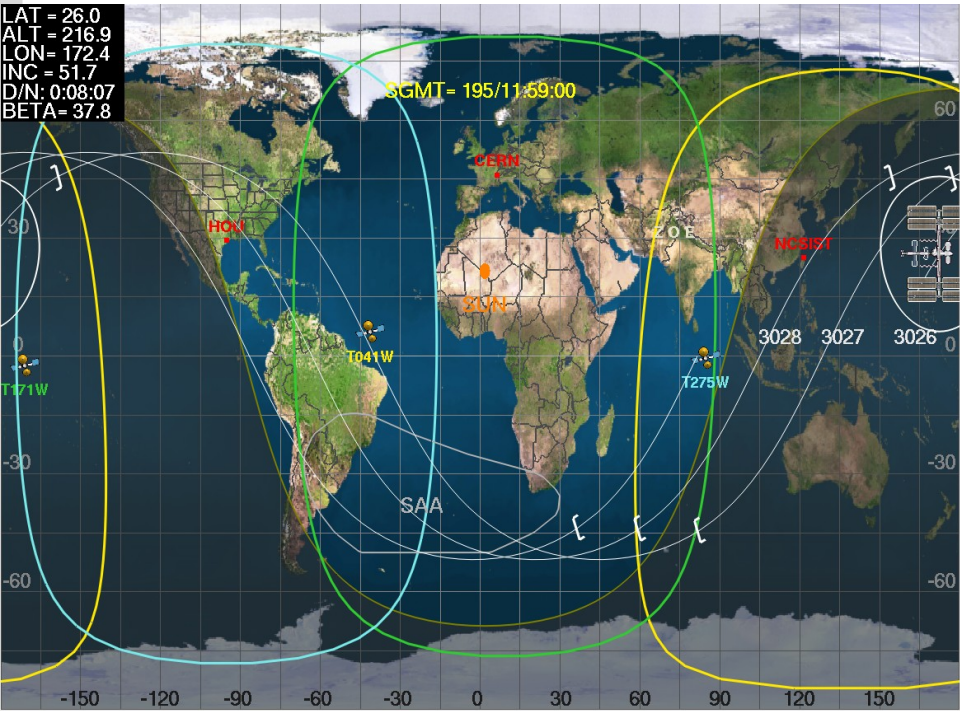 LAT = 26.0
ALT = 216.9
LON= 172.4
INC = 51.7
D/N: 0:08:07
BETA= 37.8
SGMT= 195/11:59:00
60
CERN
30
HOU
ZOE
NCSIST
SUN
3028
3027
3026
0
0
T041W
T171W
T275W
-30
-30
SAA
-60
-60
-150
-120
-90
-60
-30
0
30
60
90
120
150